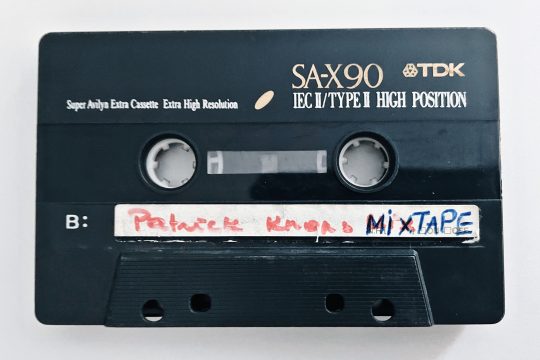 SA-X90 TDK
Super Avilyn Extra Cassette Extra High Resolution IEC II/TYPE II HIGH POSITION
B: Patrick MiXTAPE